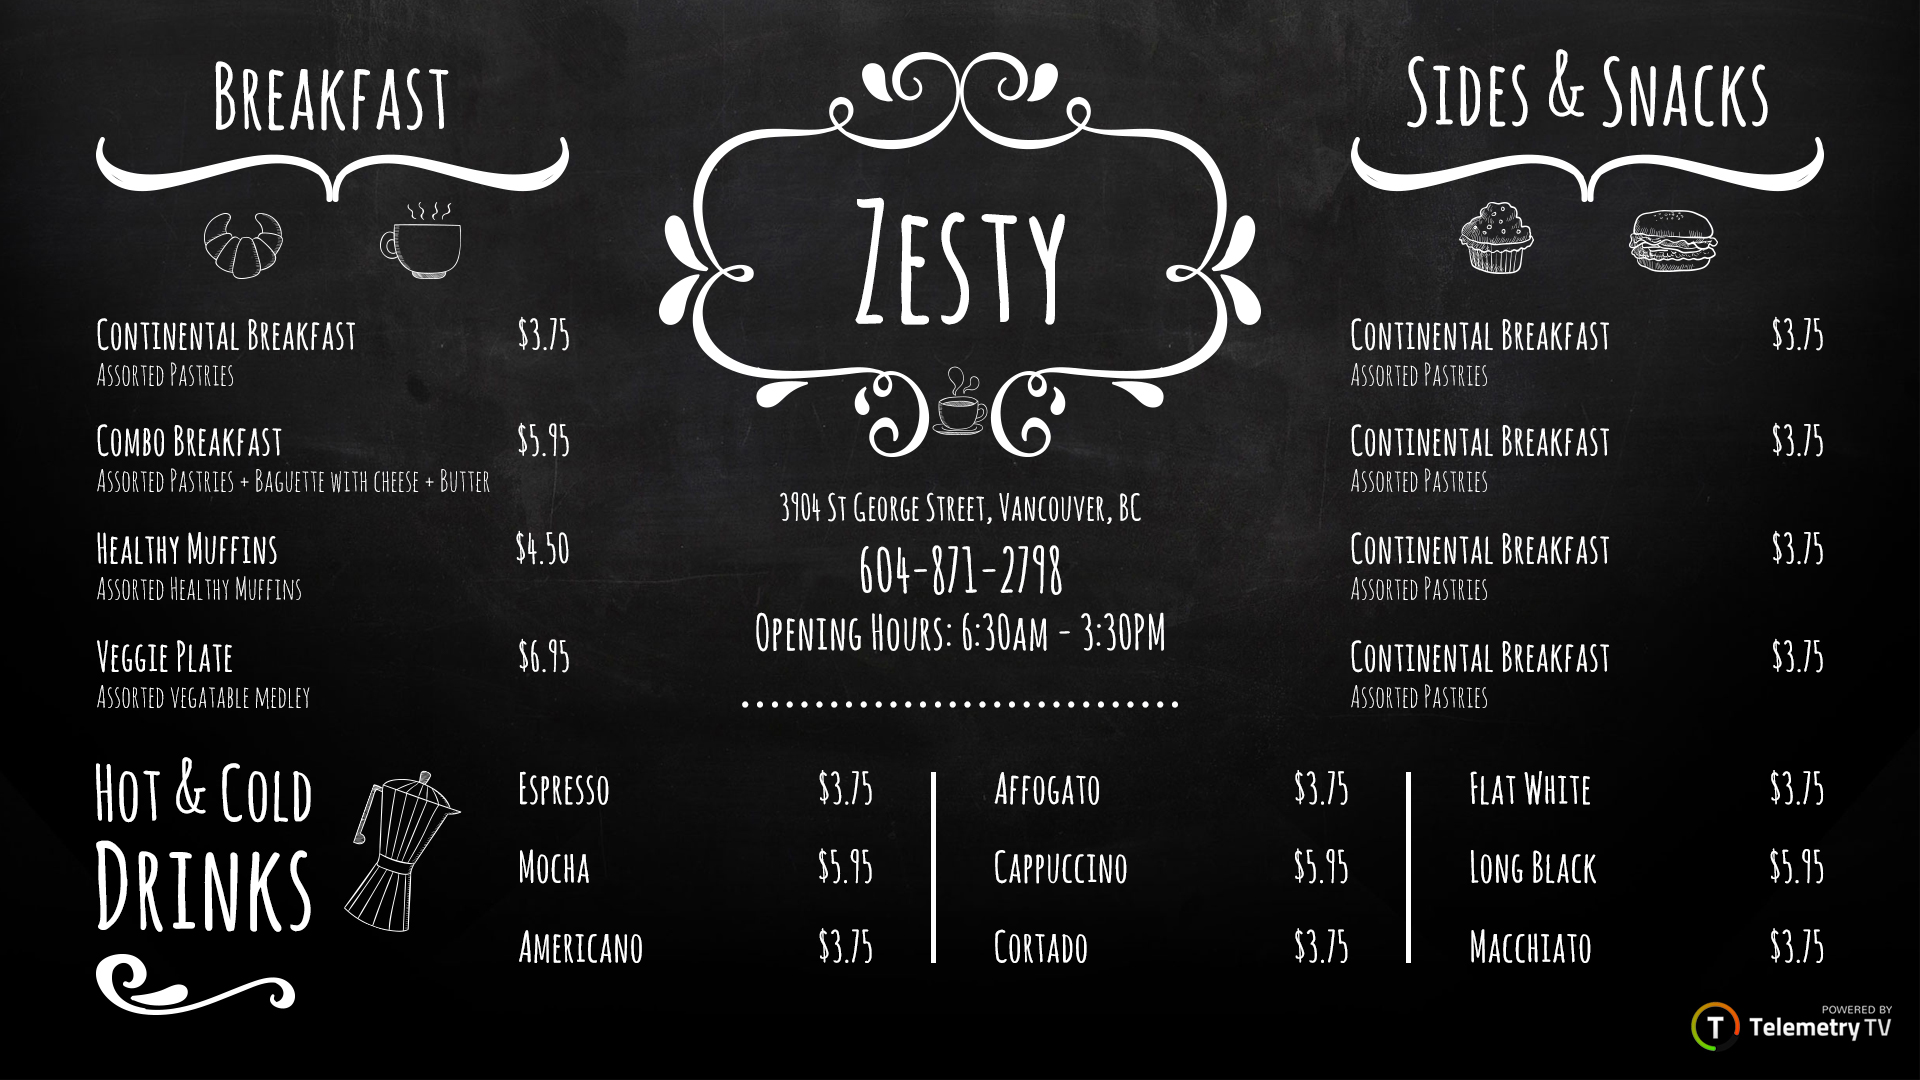 Breakfast
Continental Breakfast $3.75
Assorted Pastries
Combo Breakfast $5.95
Assorted Pastries + Baguette with cheese + Butter
Healthy Muffins $4.50
Assorted Healthy Muffins
Veggie Plate $6.95
Assorted vegatable medley
Zesty
3904 St George Street, Vancouver, BC
604-871-2798
Opening Hours: 6:30am - 3:30pm
Sides & Snacks
Continental Breakfast $3.75
Assorted Pastries
Continental Breakfast $3.75
Assorted Pastries
Continental Breakfast $3.75
Assorted Pastries
Continental Breakfast $3.75
Assorted Pastries
Hot & Cold
Drinks
Espresso $3.75
Mocha $5.95
Americano $3.75
Affogato $3.75
Cappuccino $5.95
Cortado $3.75
Flat White $3.75
Long Black $5.95
Macchiato $3.75
POWERED BY
T TelemetryTV